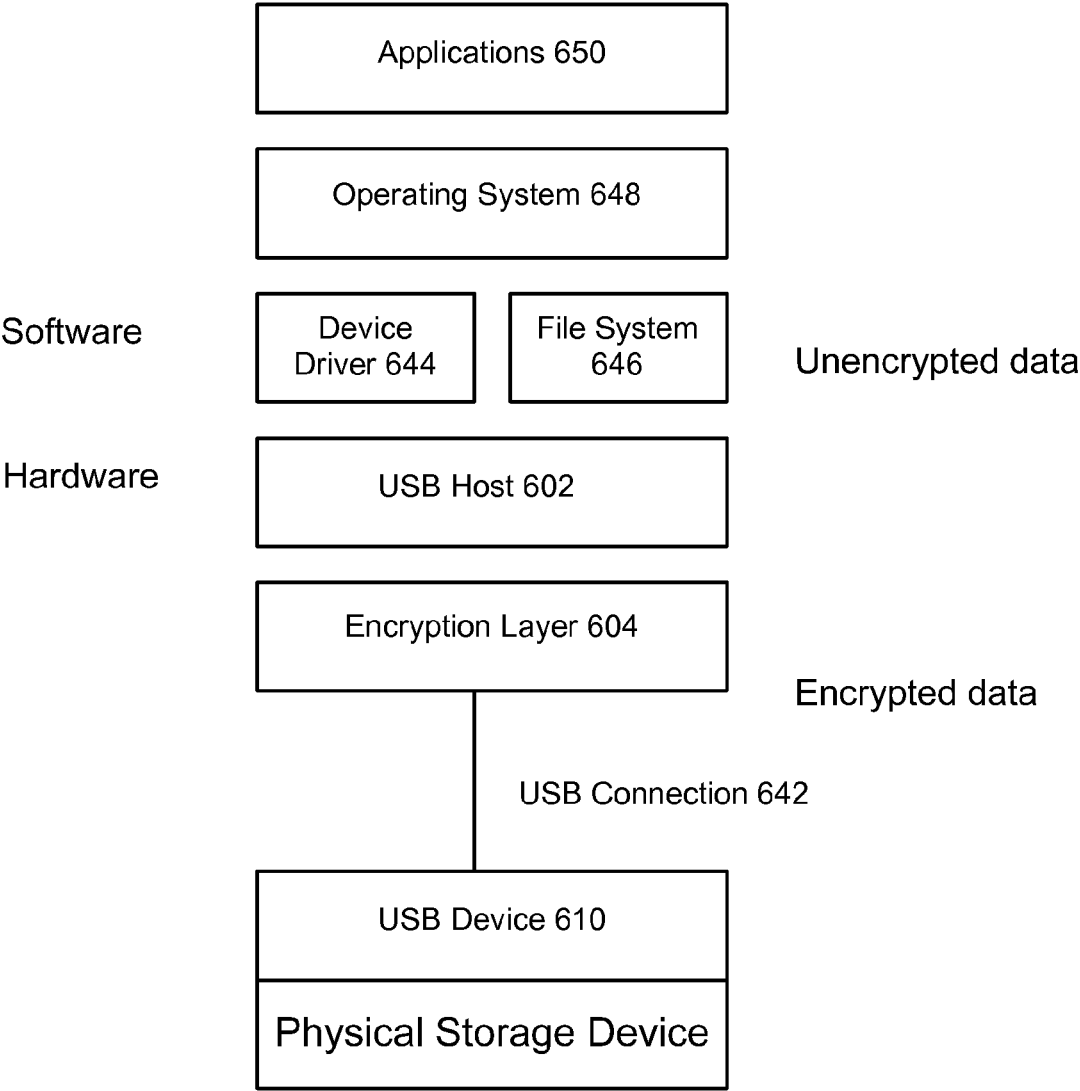 Applications 650
Operating System 648
Software
Device
Driver 644
File System
646
Unencrypted data
Hardware
USB Host 602
Encryption Layer 604
Encrypted data
USB Connection 642
USB Device 610
Physical Storage Device